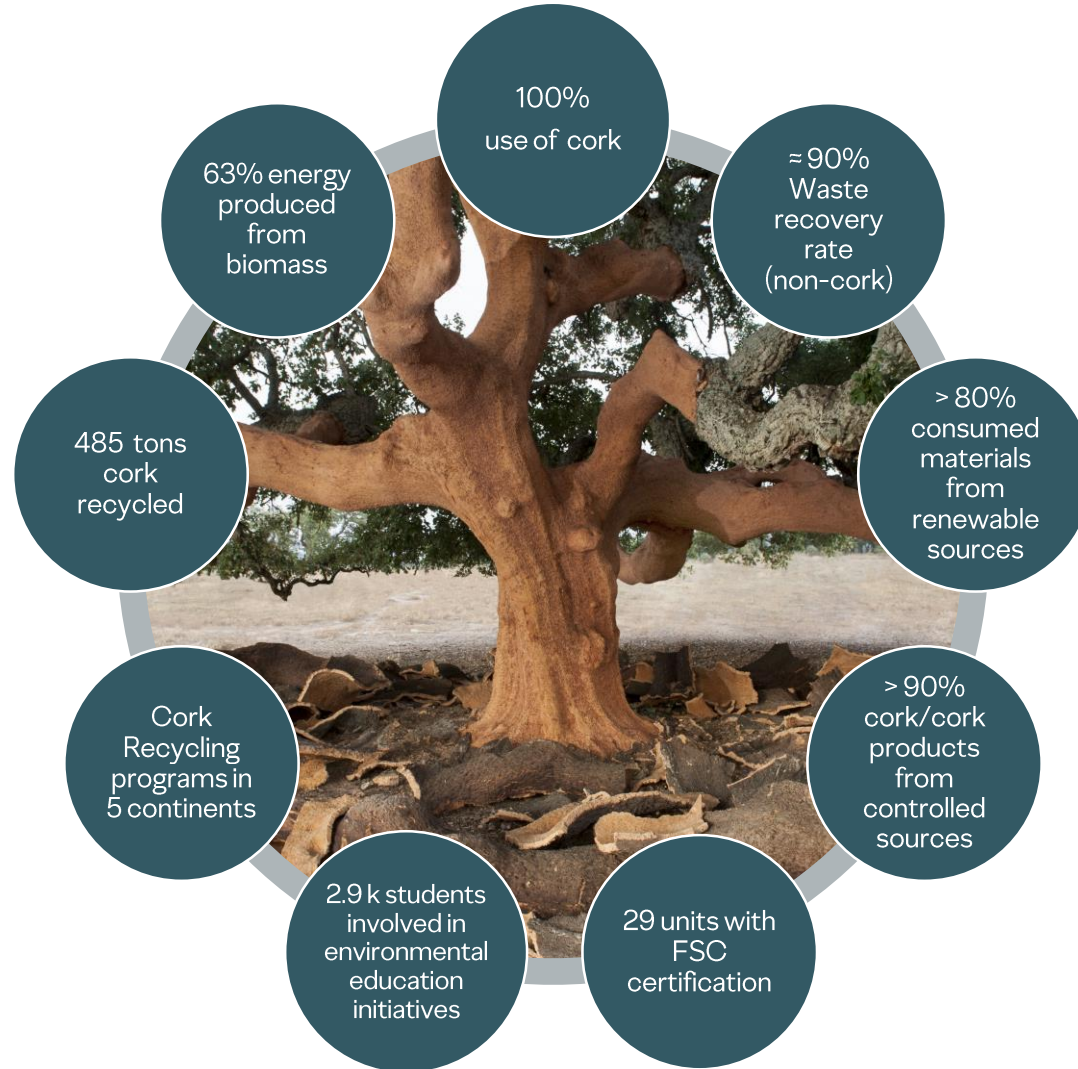 100%
use of cork
≈ 90%
Waste
recovery
rate
(non-cork)
> 80%
consumed
materials
from
renewable
sources
> 90%
cork/cork
products
from
controlled
sources
29 units with
FSC
certification
2.9 k students
involved in
environmental
education
initiatives
Cork
Recycling
programs in
5 continents
485 tons
cork
recycled
63% energy
produced
from
biomass